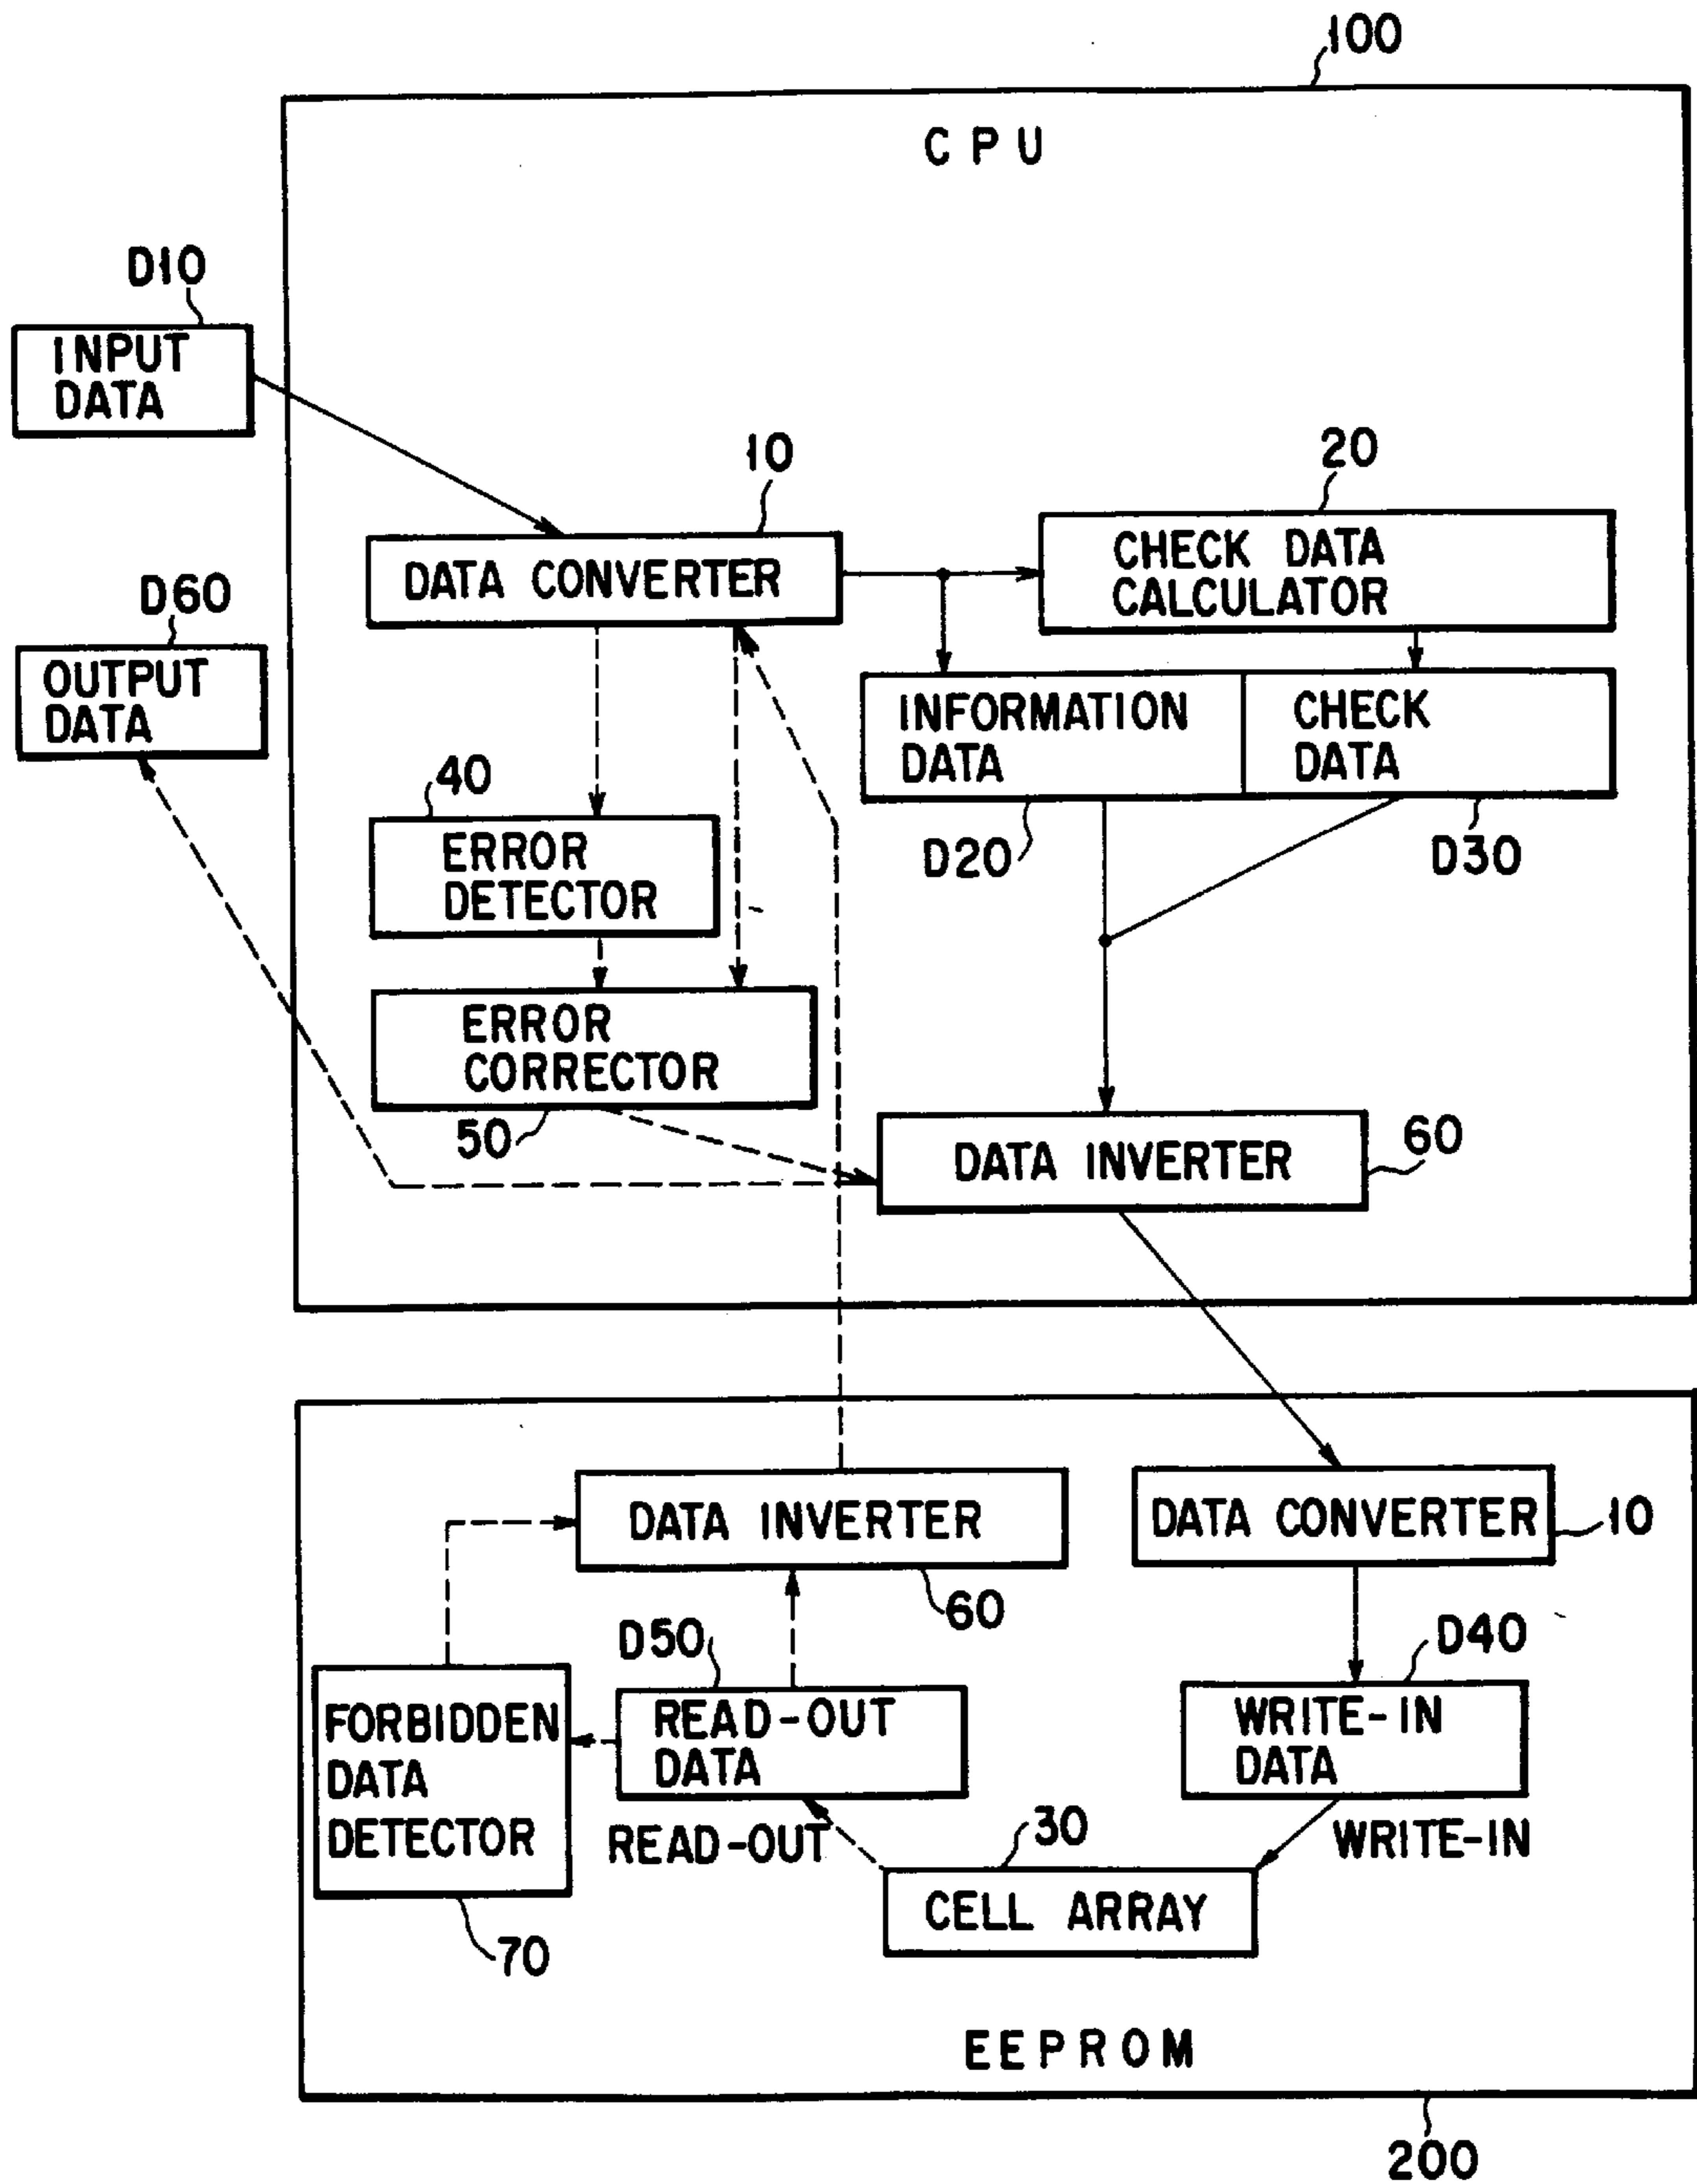 100
CPU
D10
INPUT
DATA
10
20
DATA CONVERTER
CHECK DATA
CALCULATOR
D60
OUTPUT
DATA
INFORMATION
DATA
CHECK
DATA
40
D20
D30
ERROR
DETECTOR
ERROR
CORRECTOR
50
DATA INVERTER
60
DATA INVERTER
60
DATA CONVERTER
10
D50
D40
FORBIDDEN
DATA
DETECTOR
70
READ-OUT
DATA
WRITE-IN
DATA
READ-OUT
30
WRITE-IN
CELL ARRAY
EEPROM
200